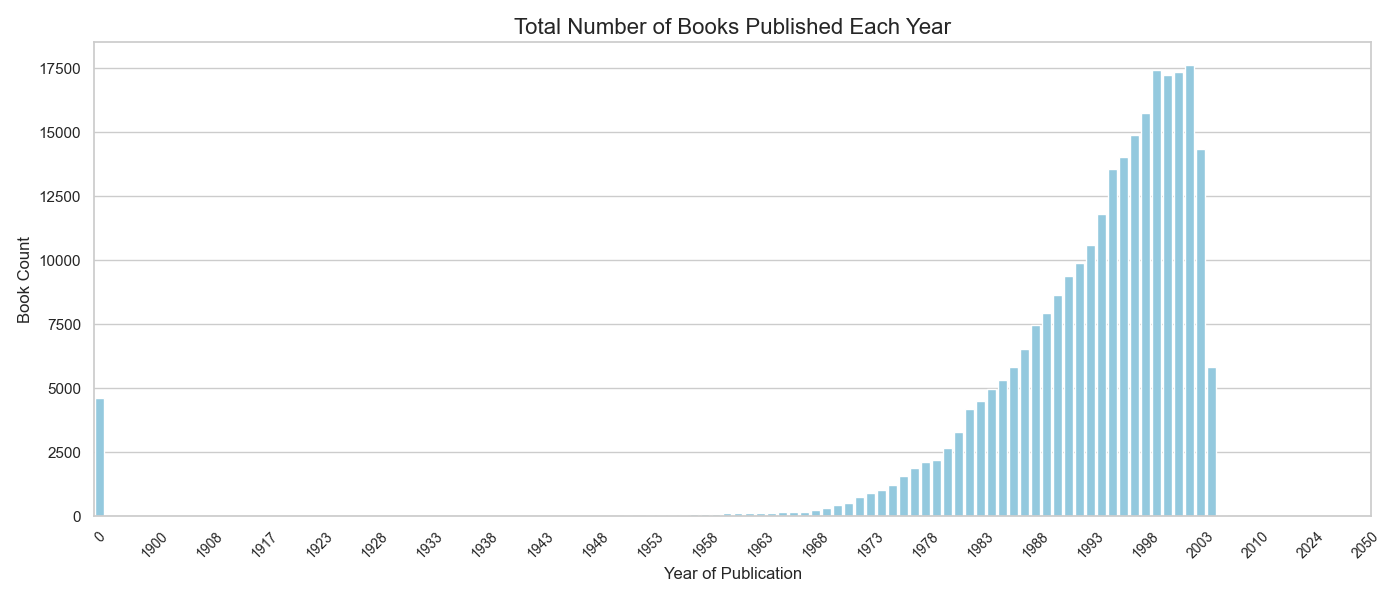 Total Number of Books Published Each Year
17500
15000
12500
10000
7500
5000
2500
0
Book Count
0 1900 1908 1917 1923 1928 1933 1938 1943 1948 1953 1958 1963 1968 1973 1978 1983 1988 1993 1998 2003 2010 2024 2050
Year of Publication